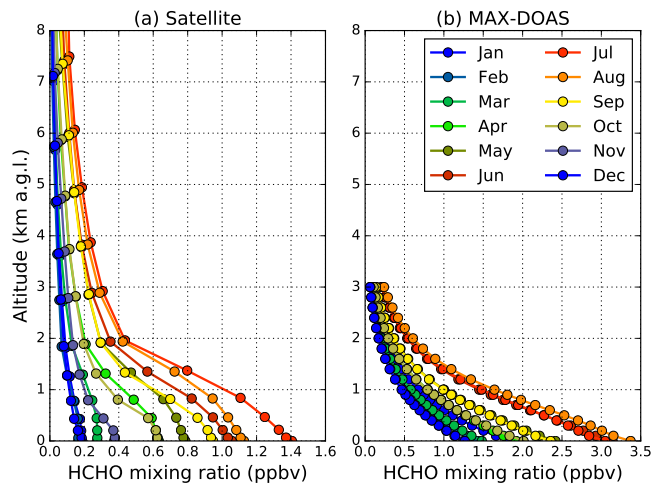 (a) Satellite
(b) MAX-DOAS
Altitude (km a.g.l.)
8
7
6
5
4
3
2
1
0
0.0 0.2 0.4 0.6 0.8 1.0 1.2 1.4 1.6
HCHO mixing ratio (ppbv)
8
7
6
5
4
3
2
1
0
0.0 0.5 1.0 1.5 2.0 2.5 3.0 3.5
HCHO mixing ratio (ppbv)
Jan
Feb
Mar
Apr
May
Jun
Jul
Aug
Sep
Oct
Nov
Dec